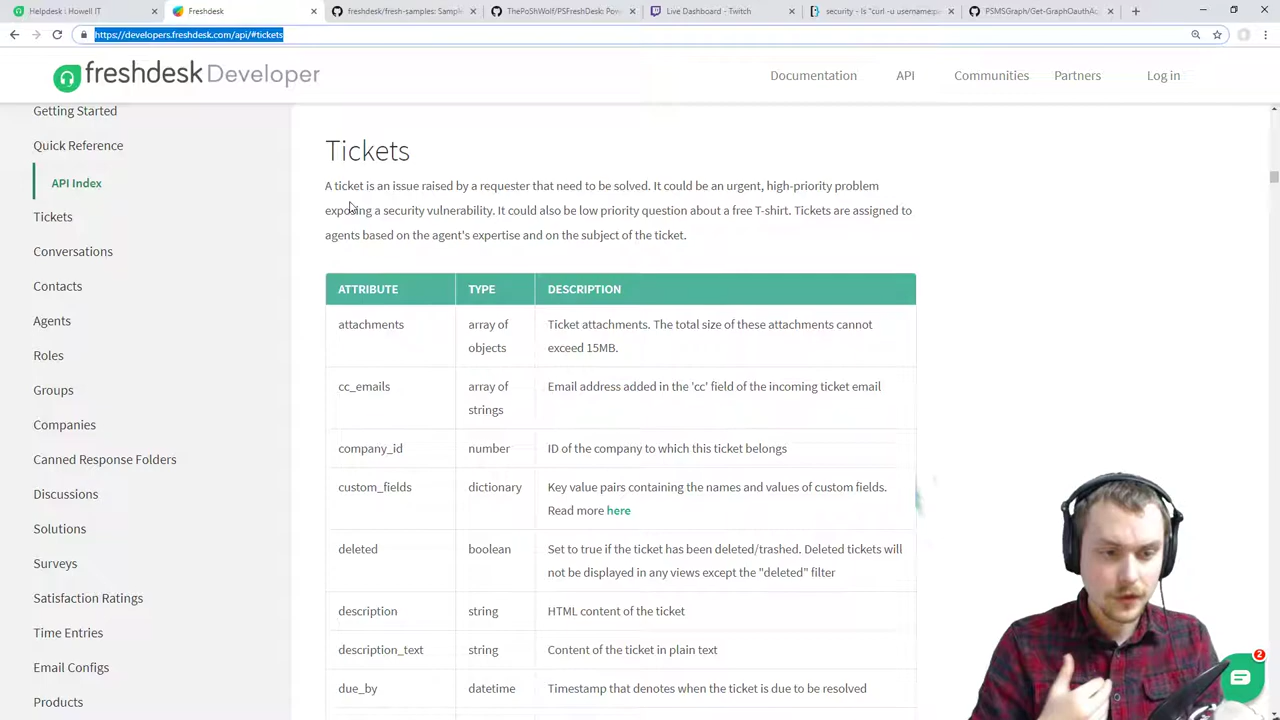 Dashboard : Howell IT
Freshdesk
freshdesk/fresh-samples: Sampl
ThePoShWolf/PSFreshDesk: Pow
Live Dashboard - Twitch
security - Is "curl -u username:pa
PSMSGraph/Get-GraphOauthAc
https://developers.freshdesk.com/api/#tickets
freshdesk Developer
Documentation
API
Communities
Partners
Log in
Getting Started
Quick Reference
API Index
Tickets
Conversations
Contacts
Agents
Roles
Groups
Companies
Canned Response Folders
Discussions
Solutions
Surveys
Satisfaction Ratings
Time Entries
Email Configs
Products
Tickets
A ticket is an issue raised by a requester that need to be solved. It could be an urgent, high-priority problem
exposing a security vulnerability. It could also be low priority question about a free T-shirt. Tickets are assigned to
agents based on the agent's expertise and on the subject of the ticket.
ATTRIBUTE TYPE DESCRIPTION
attachments array of Ticket attachments. The total size of these attachments cannot
objects exceed 15MB.
cc_emails array of Email address added in the 'cc' field of the incoming ticket email
strings
company_id number ID of the company to which this ticket belongs
custom_fields dictionary Key value pairs containing the names and values of custom fields.
Read more here
deleted boolean Set to true if the ticket has been deleted/trashed. Deleted tickets will
not be displayed in any views except the "deleted" filter
description string HTML content of the ticket
description_text string Content of the ticket in plain text
due_by datetime Timestamp that denotes when the ticket is due to be resolved
2